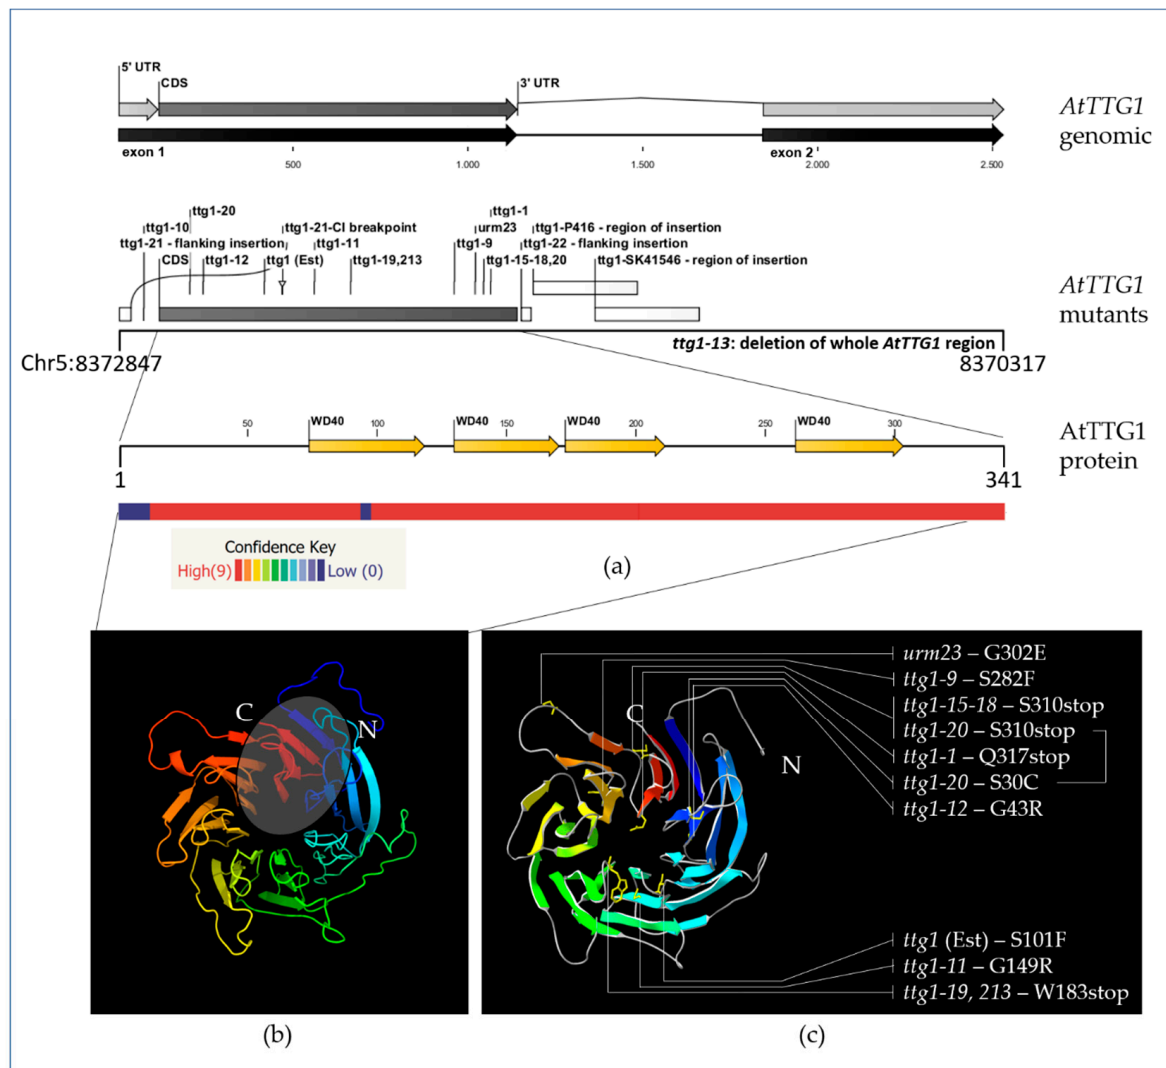 5' UTR
CDS
3' UTR
AtTTG1
genomic
exon 1
exon 2
500
1.000
1.500
2.000
2.500
ttg1-20
ttg1-1
ttg1-10
ttg1-21-CI breakpoint
urm23
ttg1-P416 - region of insertion
ttg1-21 - flanking insertion
ttg1-11
ttg1-9
ttg1-22 - flanking insertion
CDS
ttg1-12
ttg1 (Est)
ttg1-19,213
ttg1-15-18,20
ttg1-SK41546 - region of insertion
AtTTG1
mutants
ttg1-13: deletion of whole AtTTG1 region
Chr5:8372847
8370317
WD40
WD40
WD40
WD40
50
100
150
200
250
300
AtTTG1
protein
1
341
Confidence Key
High(9)
Low (0)
(a)
C
N
(b)
C
N
urm23 – G302E
ttg1-9 – S282F
ttg1-15-18 – S310stop
ttg1-20 – S310stop
ttg1-1 – Q317stop
ttg1-20 – S30C
ttg1-12 – G43R
ttg1 (Est) – S101F
ttg1-11 – G149R
ttg1-19, 213 – W183stop
(c)